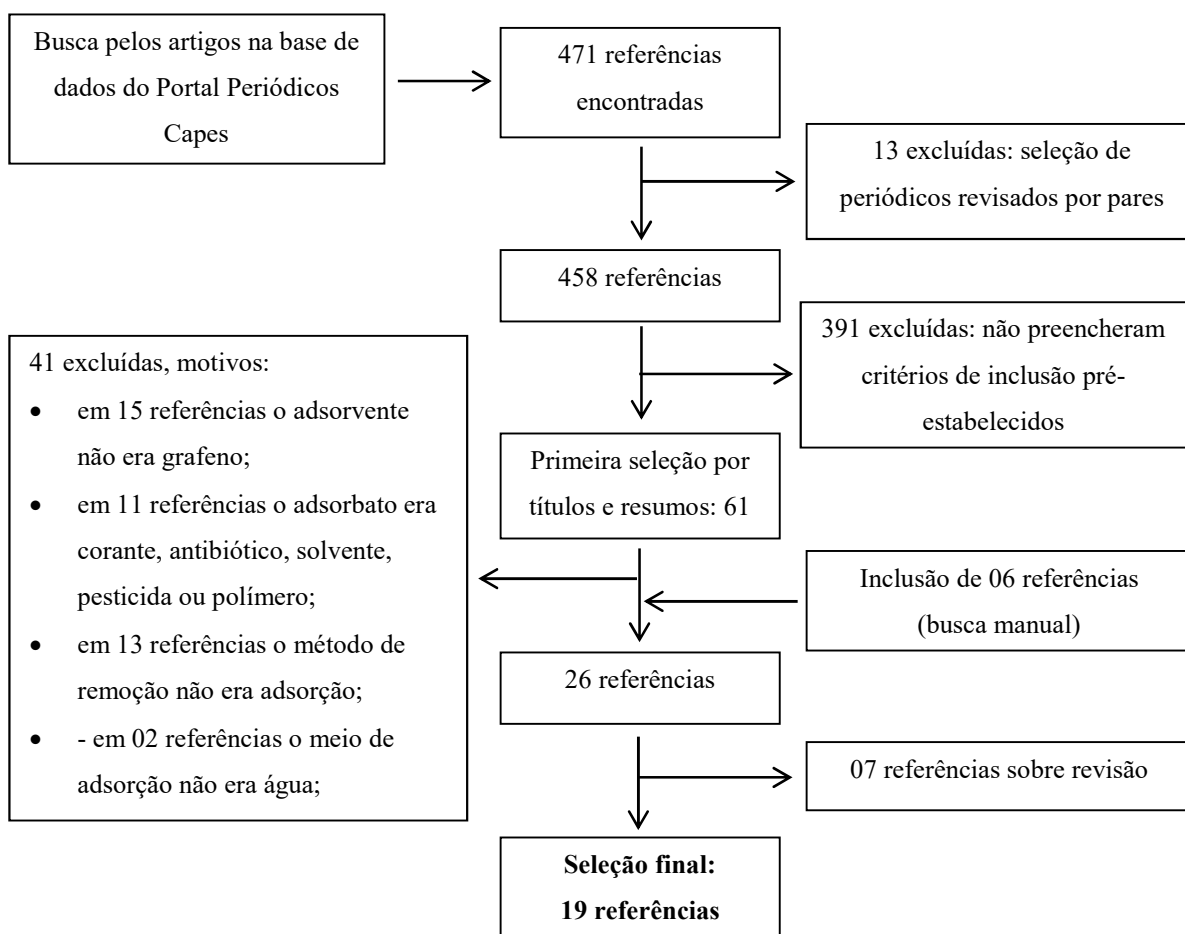 Busca pelos artigos na base de
dados do Portal Periódicos
Capes
471 referências
encontradas
13 excluídas: seleção de
periódicos revisados por pares
458 referências
391 excluídas: não preencheram
critérios de inclusão pré-
estabelecidos
Primeira seleção por
títulos e resumos: 61
41 excluídas, motivos:
• em 15 referências o adsorvente
não era grafeno;
• em 11 referências o adsorbato era
corante, antibiótico, solvente,
pesticida ou polímero;
• em 13 referências o método de
remoção não era adsorção;
• - em 02 referências o meio de
adsorção não era água;
Inclusão de 06 referências
(busca manual)
26 referências
07 referências sobre revisão
Seleção final:
19 referências